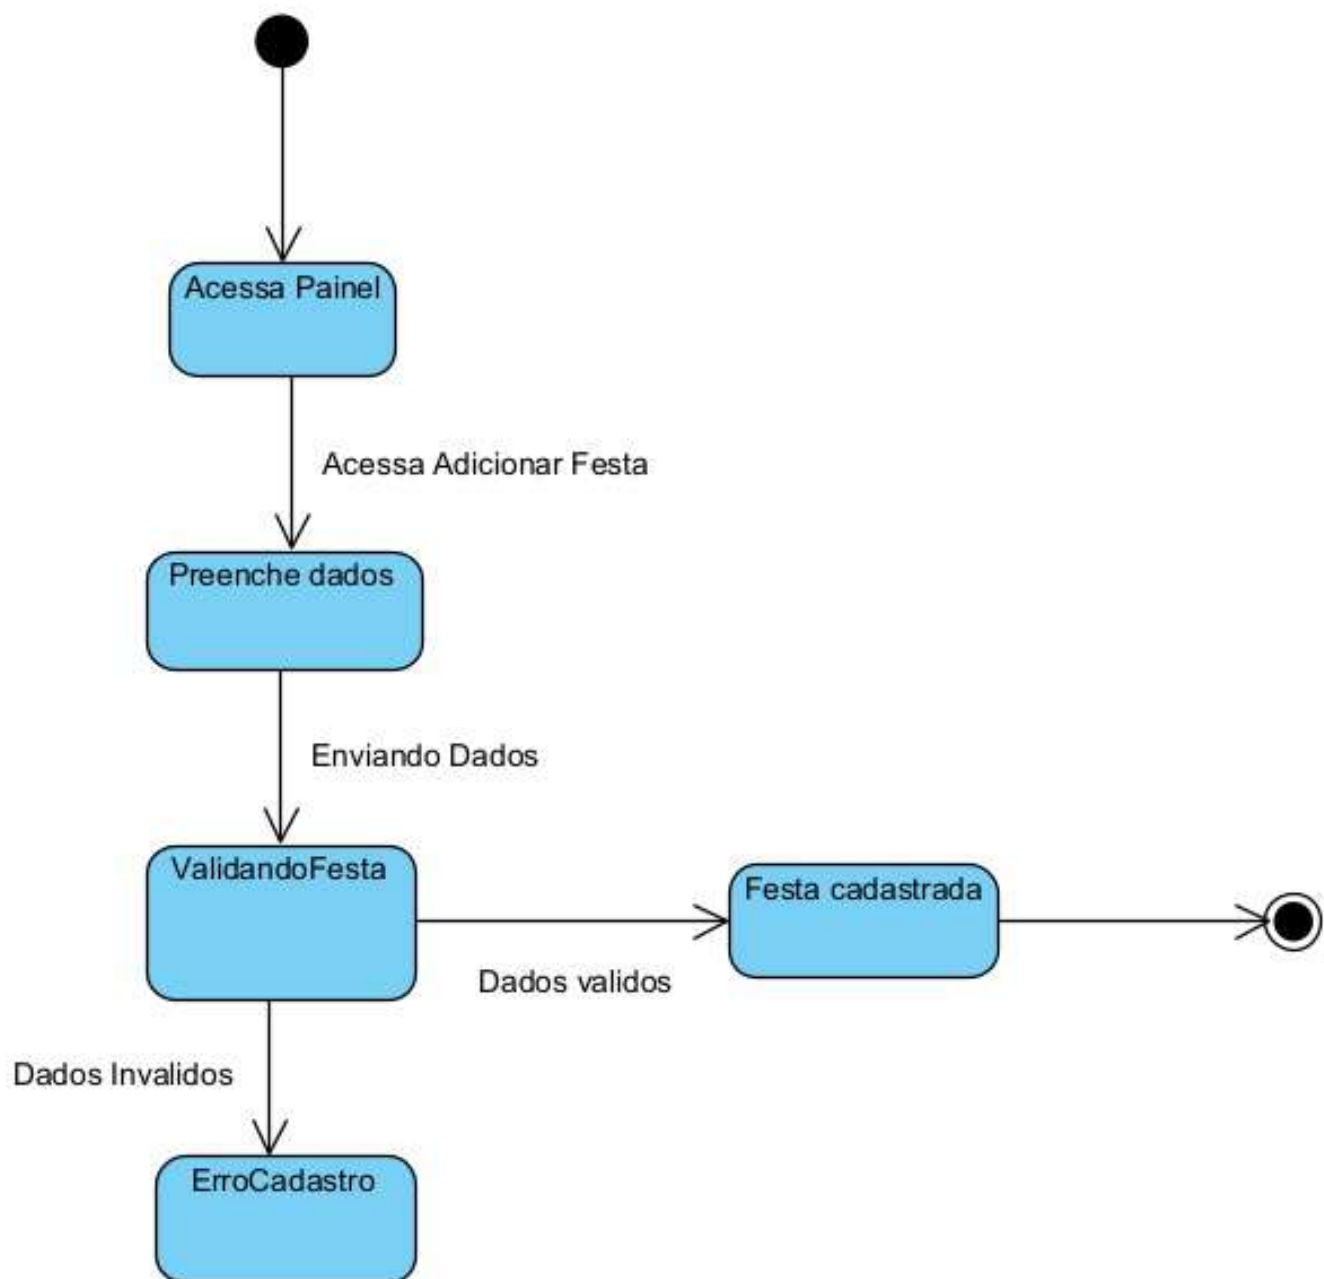 Acessa Painel
Acessa Adicionar Festa
Preenche dados
Enviando Dados
ValidandoFesta
Festa cadastrada
Dados validos
Dados Invalidos
ErroCadastro